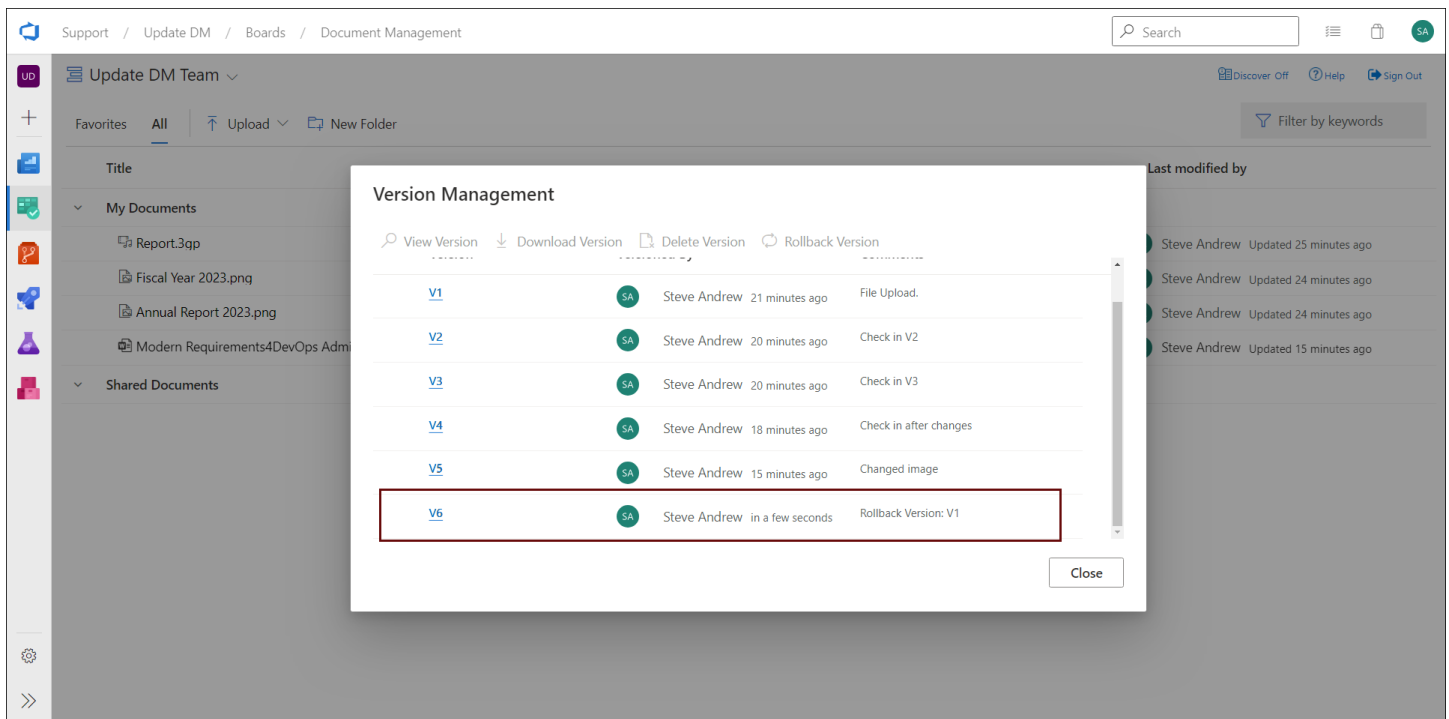 Support / Update DM / Boards / Document Management
Search
SA
UD
Update DM Team
Discover Off
Help
Sign Out
Favorites
All
Upload
New Folder
Filter by keywords
Title
Last modified by
My Documents
Report.3gp
Steve Andrew Updated 25 minutes ago
Fiscal Year 2023.png
Steve Andrew Updated 24 minutes ago
Annual Report 2023.png
Steve Andrew Updated 24 minutes ago
Modern Requirements4DevOps Admi
Steve Andrew Updated 15 minutes ago
Shared Documents
Version Management
View Version
Download Version
Delete Version
Rollback Version
V1 SA Steve Andrew 21 minutes ago File Upload.
V2 SA Steve Andrew 20 minutes ago Check in V2
V3 SA Steve Andrew 20 minutes ago Check in V3
V4 SA Steve Andrew 18 minutes ago Check in after changes
V5 SA Steve Andrew 15 minutes ago Changed image
V6 SA Steve Andrew in a few seconds Rollback Version: V1
Close